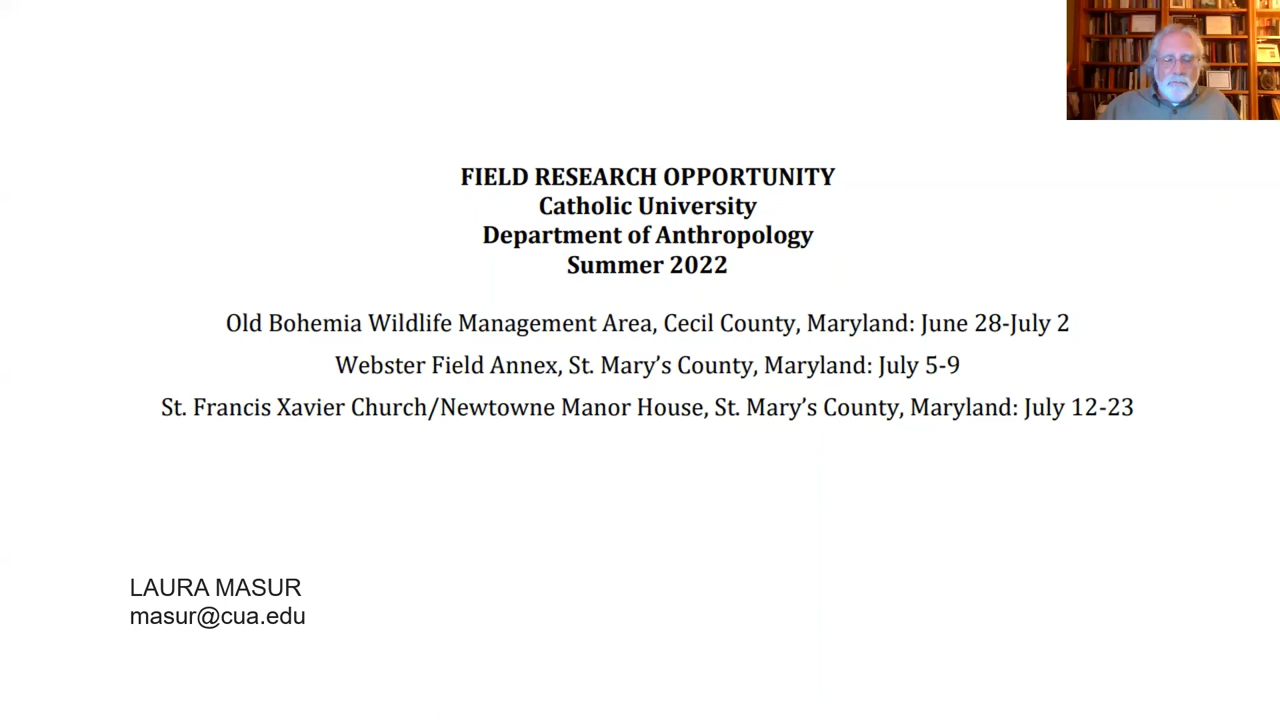 FIELD RESEARCH OPPORTUNITY
Catholic University
Department of Anthropology
Summer 2022
Old Bohemia Wildlife Management Area, Cecil County, Maryland: June 28-July 2
Webster Field Annex, St. Mary’s County, Maryland: July 5-9
St. Francis Xavier Church/Newtowne Manor House, St. Mary’s County, Maryland: July 12-23
LAURA MASUR
masur@cua.edu